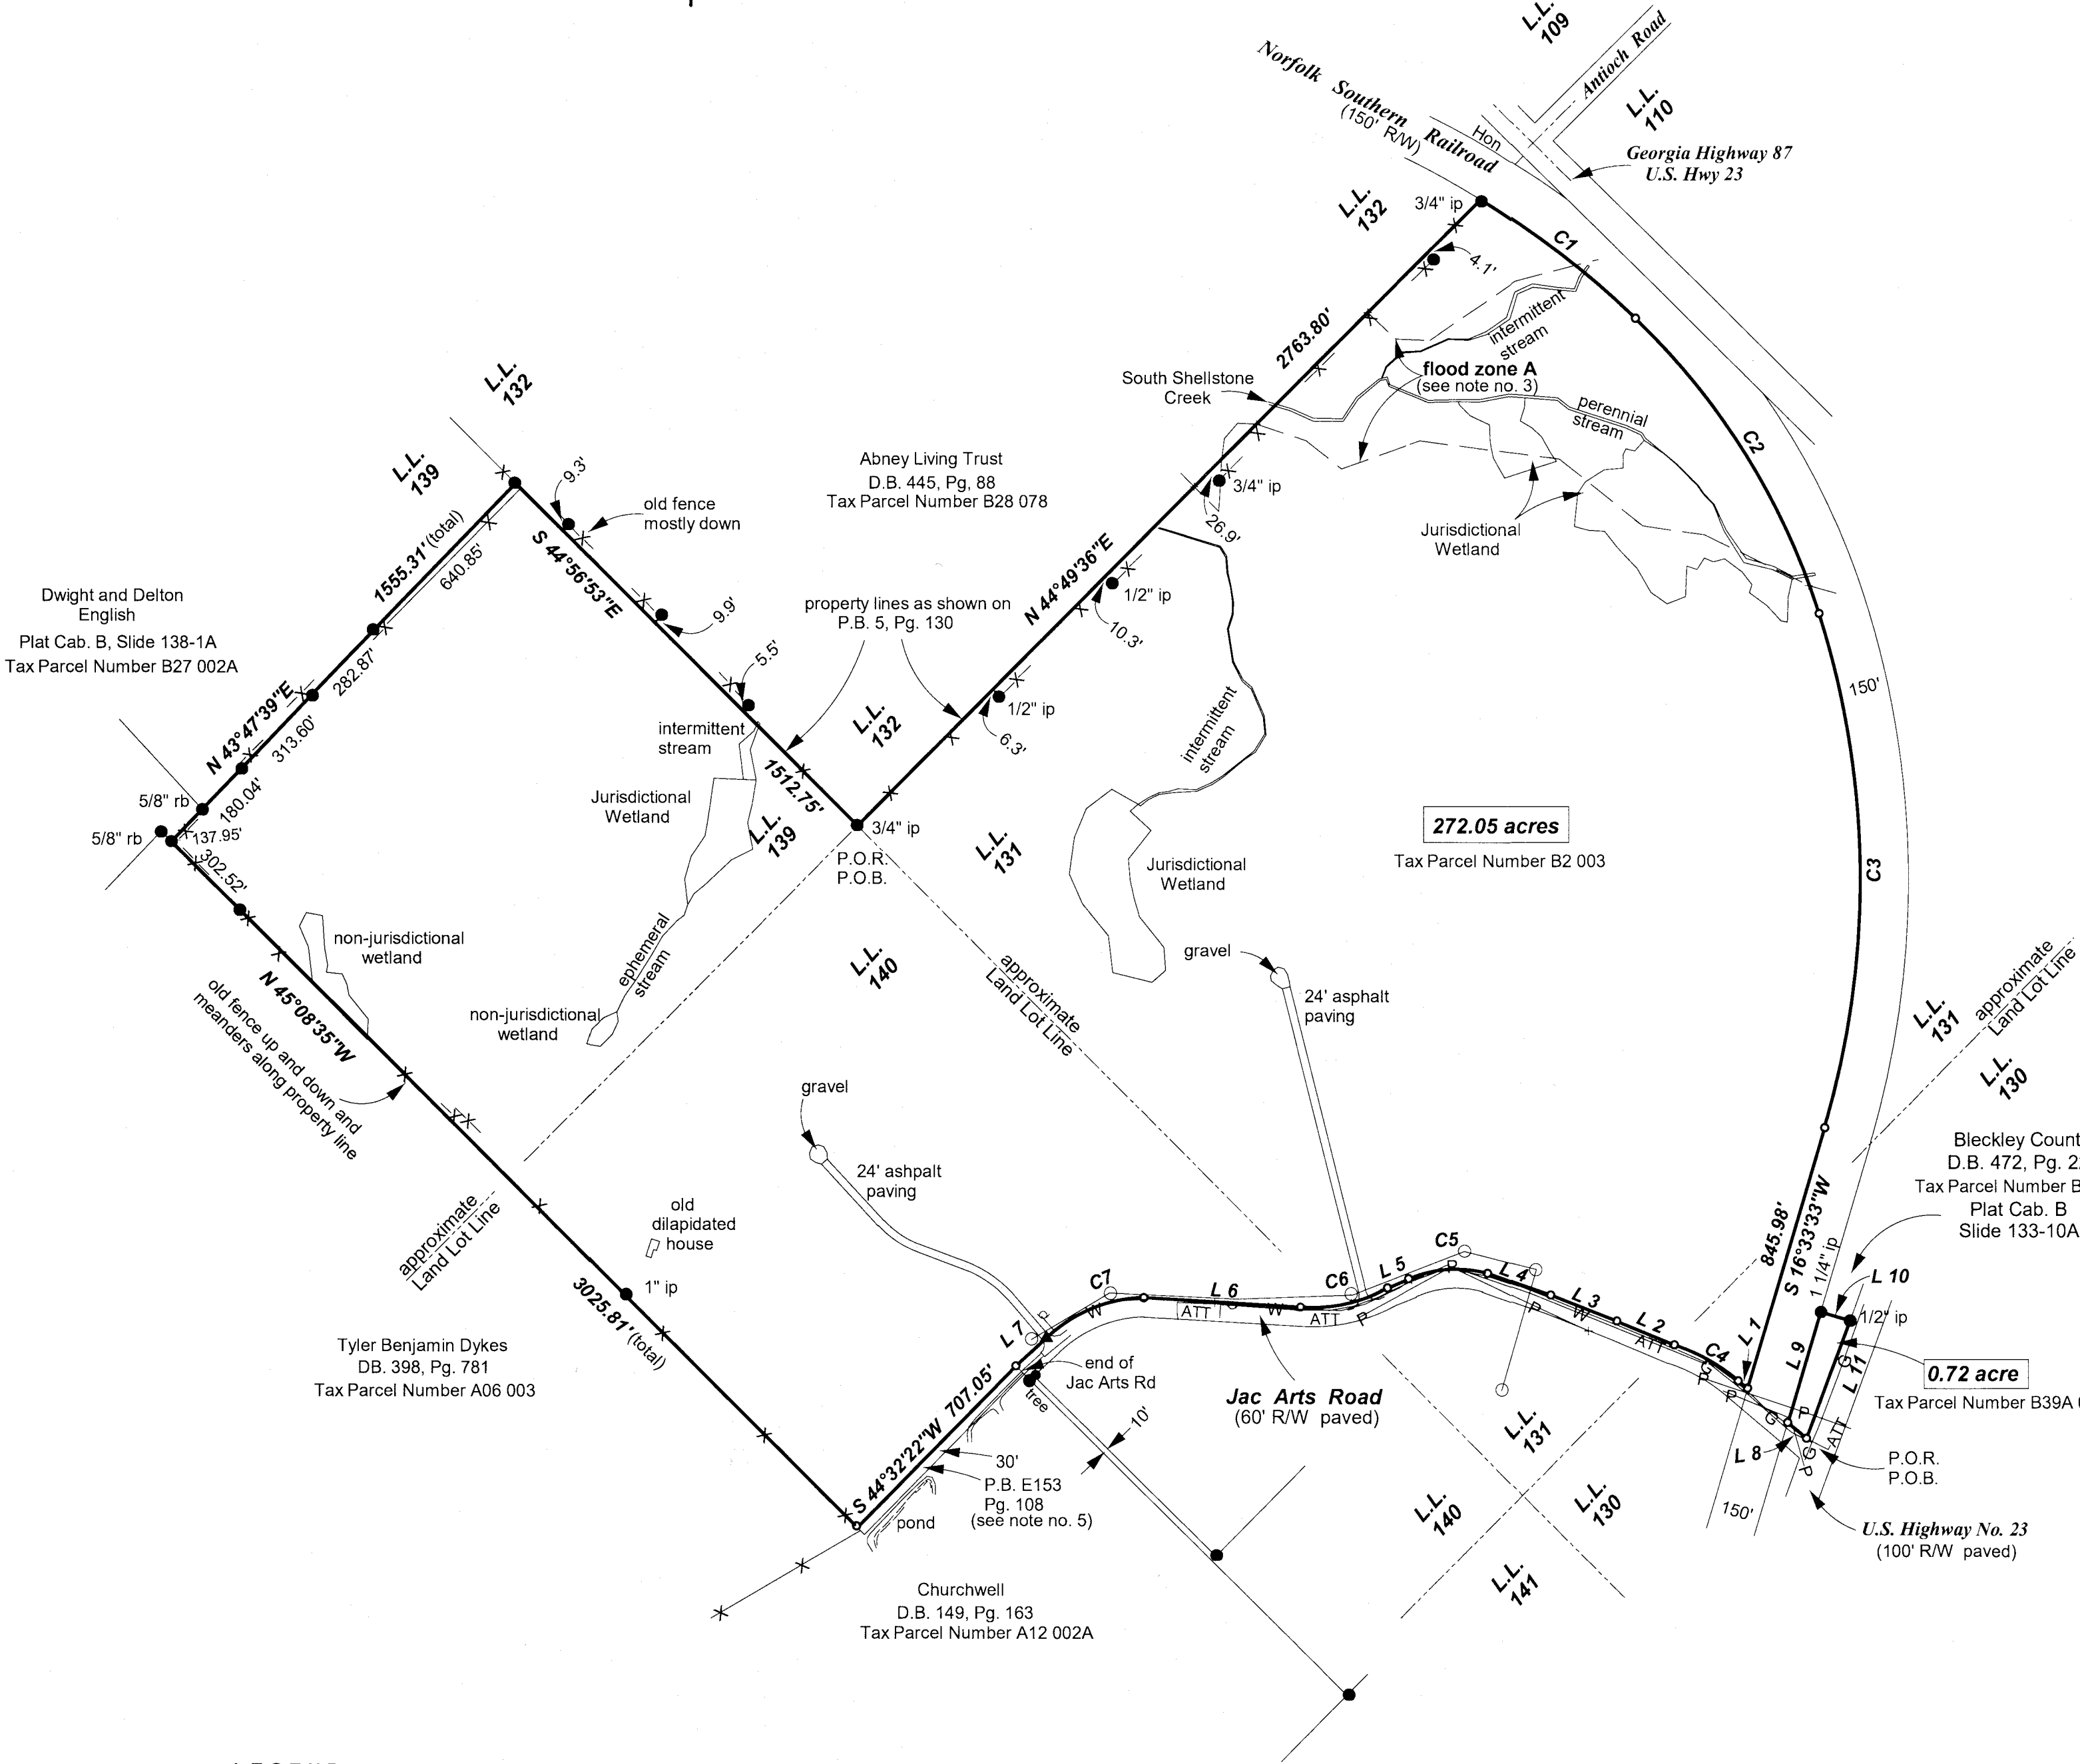 L.L.
109
Antioch Road
L.L.
110
Norfolk Southern Railroad
(150' R/W)
Hon
Georgia Highway 87
U.S. Hwy 23
L.L.
132
3/4" ip
C1
4.1'
2763.80'
intermittent
stream
flood zone A
(see note no. 3)
South Shellstone
Creek
perennial
stream
C2
L.L.
132
L.L.
139
9.3'
old fence
mostly down
Abney Living Trust
D.B. 445, Pg, 88
Tax Parcel Number B28 078
3/4" ip
26.9'
Jurisdictional
Wetland
1555.31' (total)
640.85'
S 44°56'53"E
N 44°49'36"E
1/2" ip
10.3'
Dwight and Delton
English
Plat Cab. B, Slide 138-1A
Tax Parcel Number B27 002A
9.9'
property lines as shown on
P.B. 5, Pg. 130
282.87'
5.5'
N 43°47'39"E
313.60'
1/2" ip
6.3'
150'
intermittent
stream
L.L.
132
intermittent
stream
1512.75'
5/8" rb
180.04'
Jurisdictional
Wetland
5/8" rb
137.95'
302.52'
L.L.
139
3/4" ip
P.O.R.
P.O.B.
L.L.
131
Jurisdictional
Wetland
272.05 acres
Tax Parcel Number B2 003
C3
non-jurisdictional
wetland
ephemeral
stream
L.L.
140
approximate
Land Lot Line
gravel
24' asphalt
paving
N 45°08'35"W
old fence up and down and
meanders along property line
non-jurisdictional
wetland
approximate
Land Lot Line
L.L.
131
L.L.
130
gravel
24' ashpalt
paving
Bleckley Count
D.B. 472, Pg. 2
Tax Parcel Number B
Plat Cab. B
Slide 133-10A
approximate
Land Lot Line
old
dilapidated
house
845.98'
S 16°33'33"W
1 1/4" ip
1" ip
3025.81' (total)
C7
L 6
C6
L 5
C5
L 4
L 3
L 2
C4
L 1
L 10
1/2" ip
L 9
L 11
W
ATT
W
ATT
P
P
P
W
ATT
G
P
P
G
P
G
ATT
G
P
L 7
0.72 acre
Tax Parcel Number B39A
Tyler Benjamin Dykes
DB. 398, Pg. 781
Tax Parcel Number A06 003
end of
Jac Arts Rd
tree
Jac Arts Road
(60' R/W paved)
10'
S 44°32'22"W 707.05'
30'
P.B. E153
Pg. 108
(see note no. 5)
pond
L.L.
131
L.L.
140
L.L.
130
L.L.
141
L 8
P.O.R.
P.O.B.
150'
U.S. Highway No. 23
(100' R/W paved)
Churchwell
D.B. 149, Pg. 163
Tax Parcel Number A12 002A